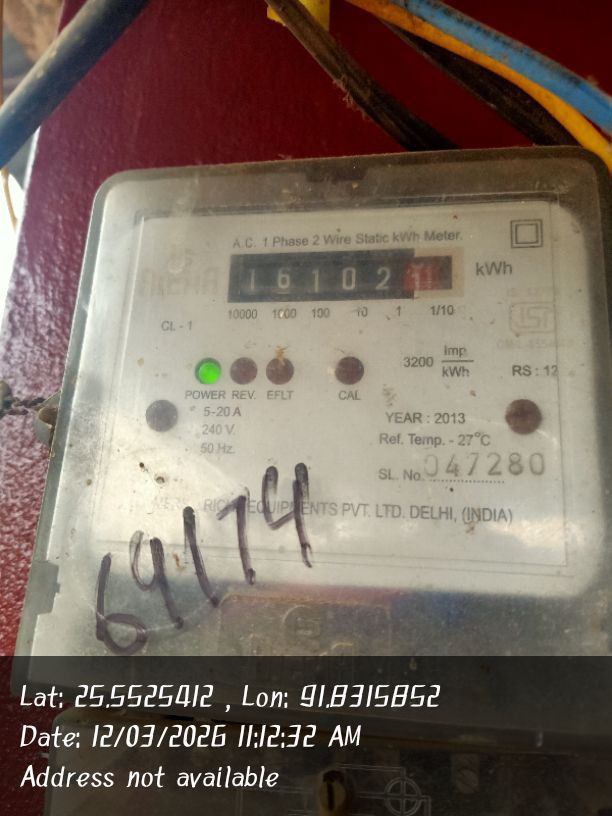 A.C. 1 Phase 2 Wire Static kWh Meter.
16102 kWh
10000 1000 100 10 1 1/10
CL - 1
3200 Imp/kWh
RS : 12
POWER REV. EFLT CAL
5-20 A
240 V.
50 Hz.
YEAR : 2013
Ref. Temp. - 27°C
SL. No. 047280
EQUIPMENTS PVT. LTD. DELHI, (INDIA)
64174
Lat: 25.5525412 , Lon: 91.8315852
Date: 12/03/2026 11:12:32 AM
Address not available